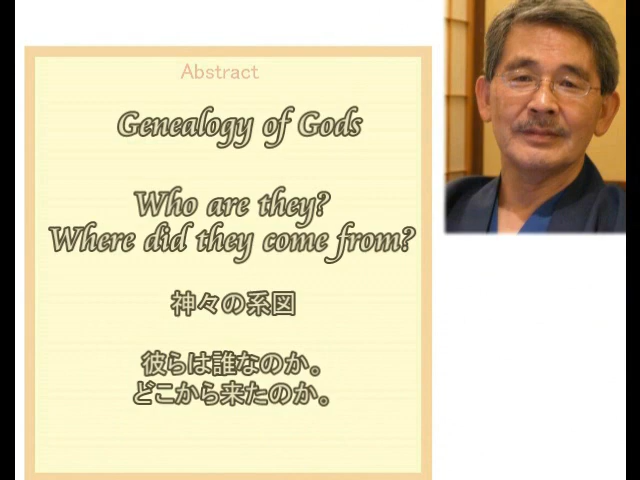 Abstract
Genealogy of Gods
Who are they?
Where did they come from?
神々の系図
彼らは誰なのか。
どこから来たのか。